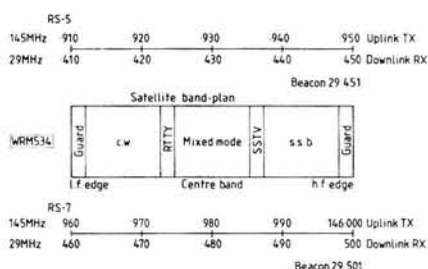 RS-5
145MHz ·910 ·920 ·930 ·940 ·950 Uplink TX
29MHz ·410 ·420 ·430 ·440 450 Downlink RX
Beacon 29·451
Satellite band-plan
WRM534 Guard c.w RTTY Mixed mode SSTV s s b Guard
l.f. edge Centre band h f edge
RS-7
145MHz 960 970 980 990 146·000 Uplink TX
29MHz 460 470 480 490 500 Downlink RX
Beacon 29·501